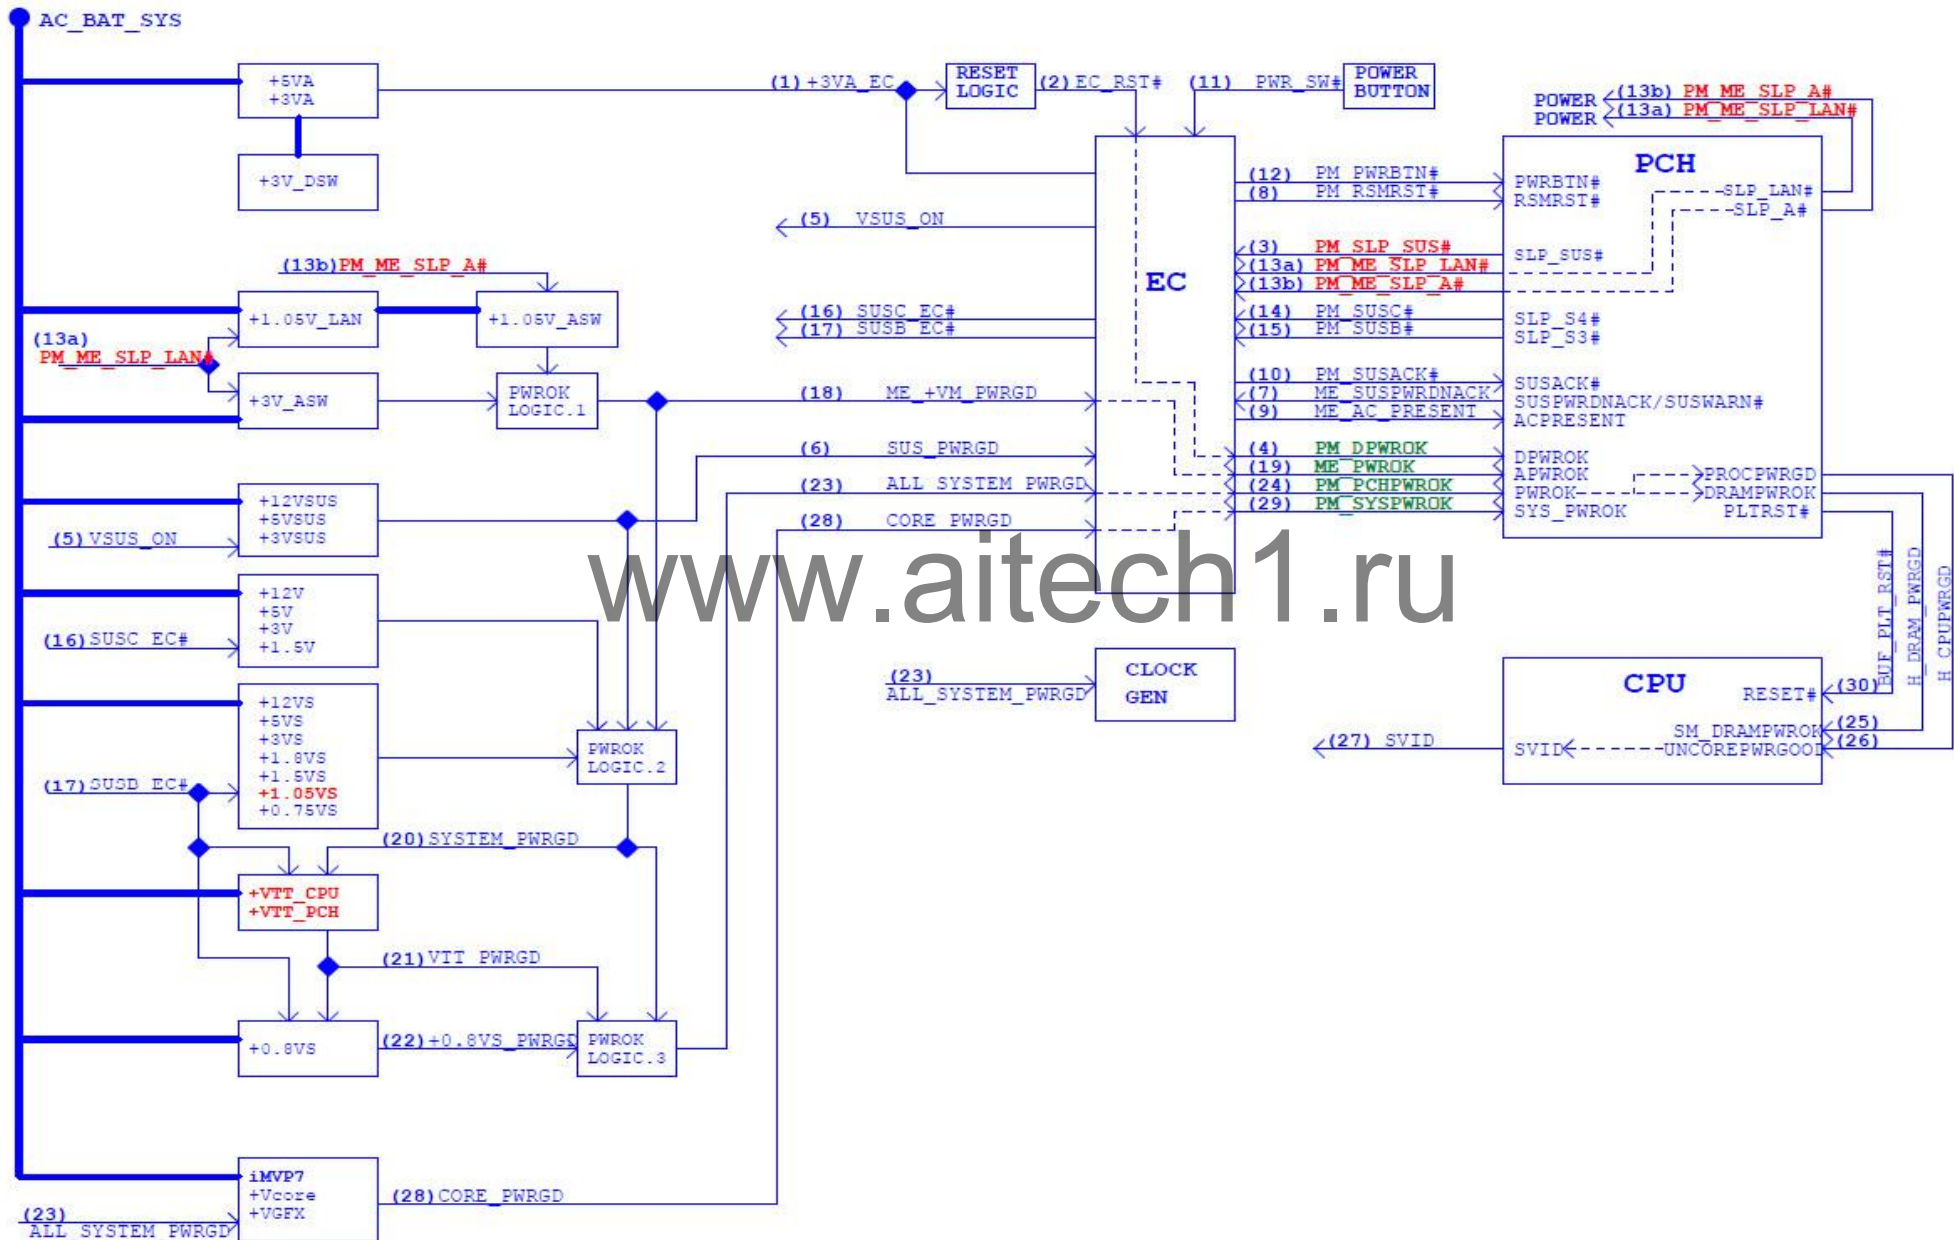 AC_BAT_SYS
+5VA
+3VA
+3V_DSW
(1) +3VA_EC
RESET
LOGIC
(2) EC_RST#
(11) PWR_SW#
POWER
BUTTON
POWER (13b) PM_ME_SLP_A#
POWER (13a) PM_ME_SLP_LAN#
EC
(5) VSUS_ON
(16) SUSC_EC#
(17) SUSB_EC#
(18) ME_+VM_PWRGD
(6) SUS_PWRGD
(23) ALL_SYSTEM_PWRGD
(28) CORE_PWRGD
(12) PM_PWRBTN#
(8) PM_RSMRST#
(3) PM_SLP_SUS#
(13a) PM_ME_SLP_LAN#
(13b) PM_ME_SLP_A#
(14) PM_SUSC#
(15) PM_SUSB#
(10) PM_SUSACK#
(7) ME_SUSPWRDNACK
(9) ME_AC_PRESENT
(4) PM_DPWROK
(19) ME_PWROK
(24) PM_PCHPWROK
(29) PM_SYSPWROK
PCH
PWRBTN#
RSMRST#
SLP_LAN#
SLP_A#
SLP_SUS#
SLP_S4#
SLP_S3#
SUSACK#
SUSPWRDNACK/SUSWARN#
ACPRESENT
DPWROK
APWROK
PWROK
SYS_PWROK
PROCPWRGD
DRAMPWROK
PLTRST#
BUF_PLT_RST#
H_DRAM_PWRGD
H_CPUPWRGD
(13b) PM_ME_SLP_A#
+1.05V_LAN
+1.05V_ASW
(13a)
PM_ME_SLP_LAN#
+3V_ASW
PWROK
LOGIC.1
+12VSUS
+5VSUS
+3VSUS
(5) VSUS_ON
+12V
+5V
+3V
+1.5V
(16) SUSC_EC#
+12VS
+5VS
+3VS
+1.8VS
+1.5VS
+1.05VS
+0.75VS
(17) SUSB_EC#
PWROK
LOGIC.2
(20) SYSTEM_PWRGD
+VTT_CPU
+VTT_PCH
(21) VTT_PWRGD
+0.8VS
(22) +0.8VS_PWRGD
PWROK
LOGIC.3
iMVP7
+Vcore
+VGFX
(28) CORE_PWRGD
(23)
ALL_SYSTEM_PWRGD
(23)
ALL_SYSTEM_PWRGD
CLOCK
GEN
CPU
RESET#
(30)
SM_DRAMPWROK
(25)
UNCOREPWRGOOD
(26)
SVID
(27) SVID
www.aitech1.ru